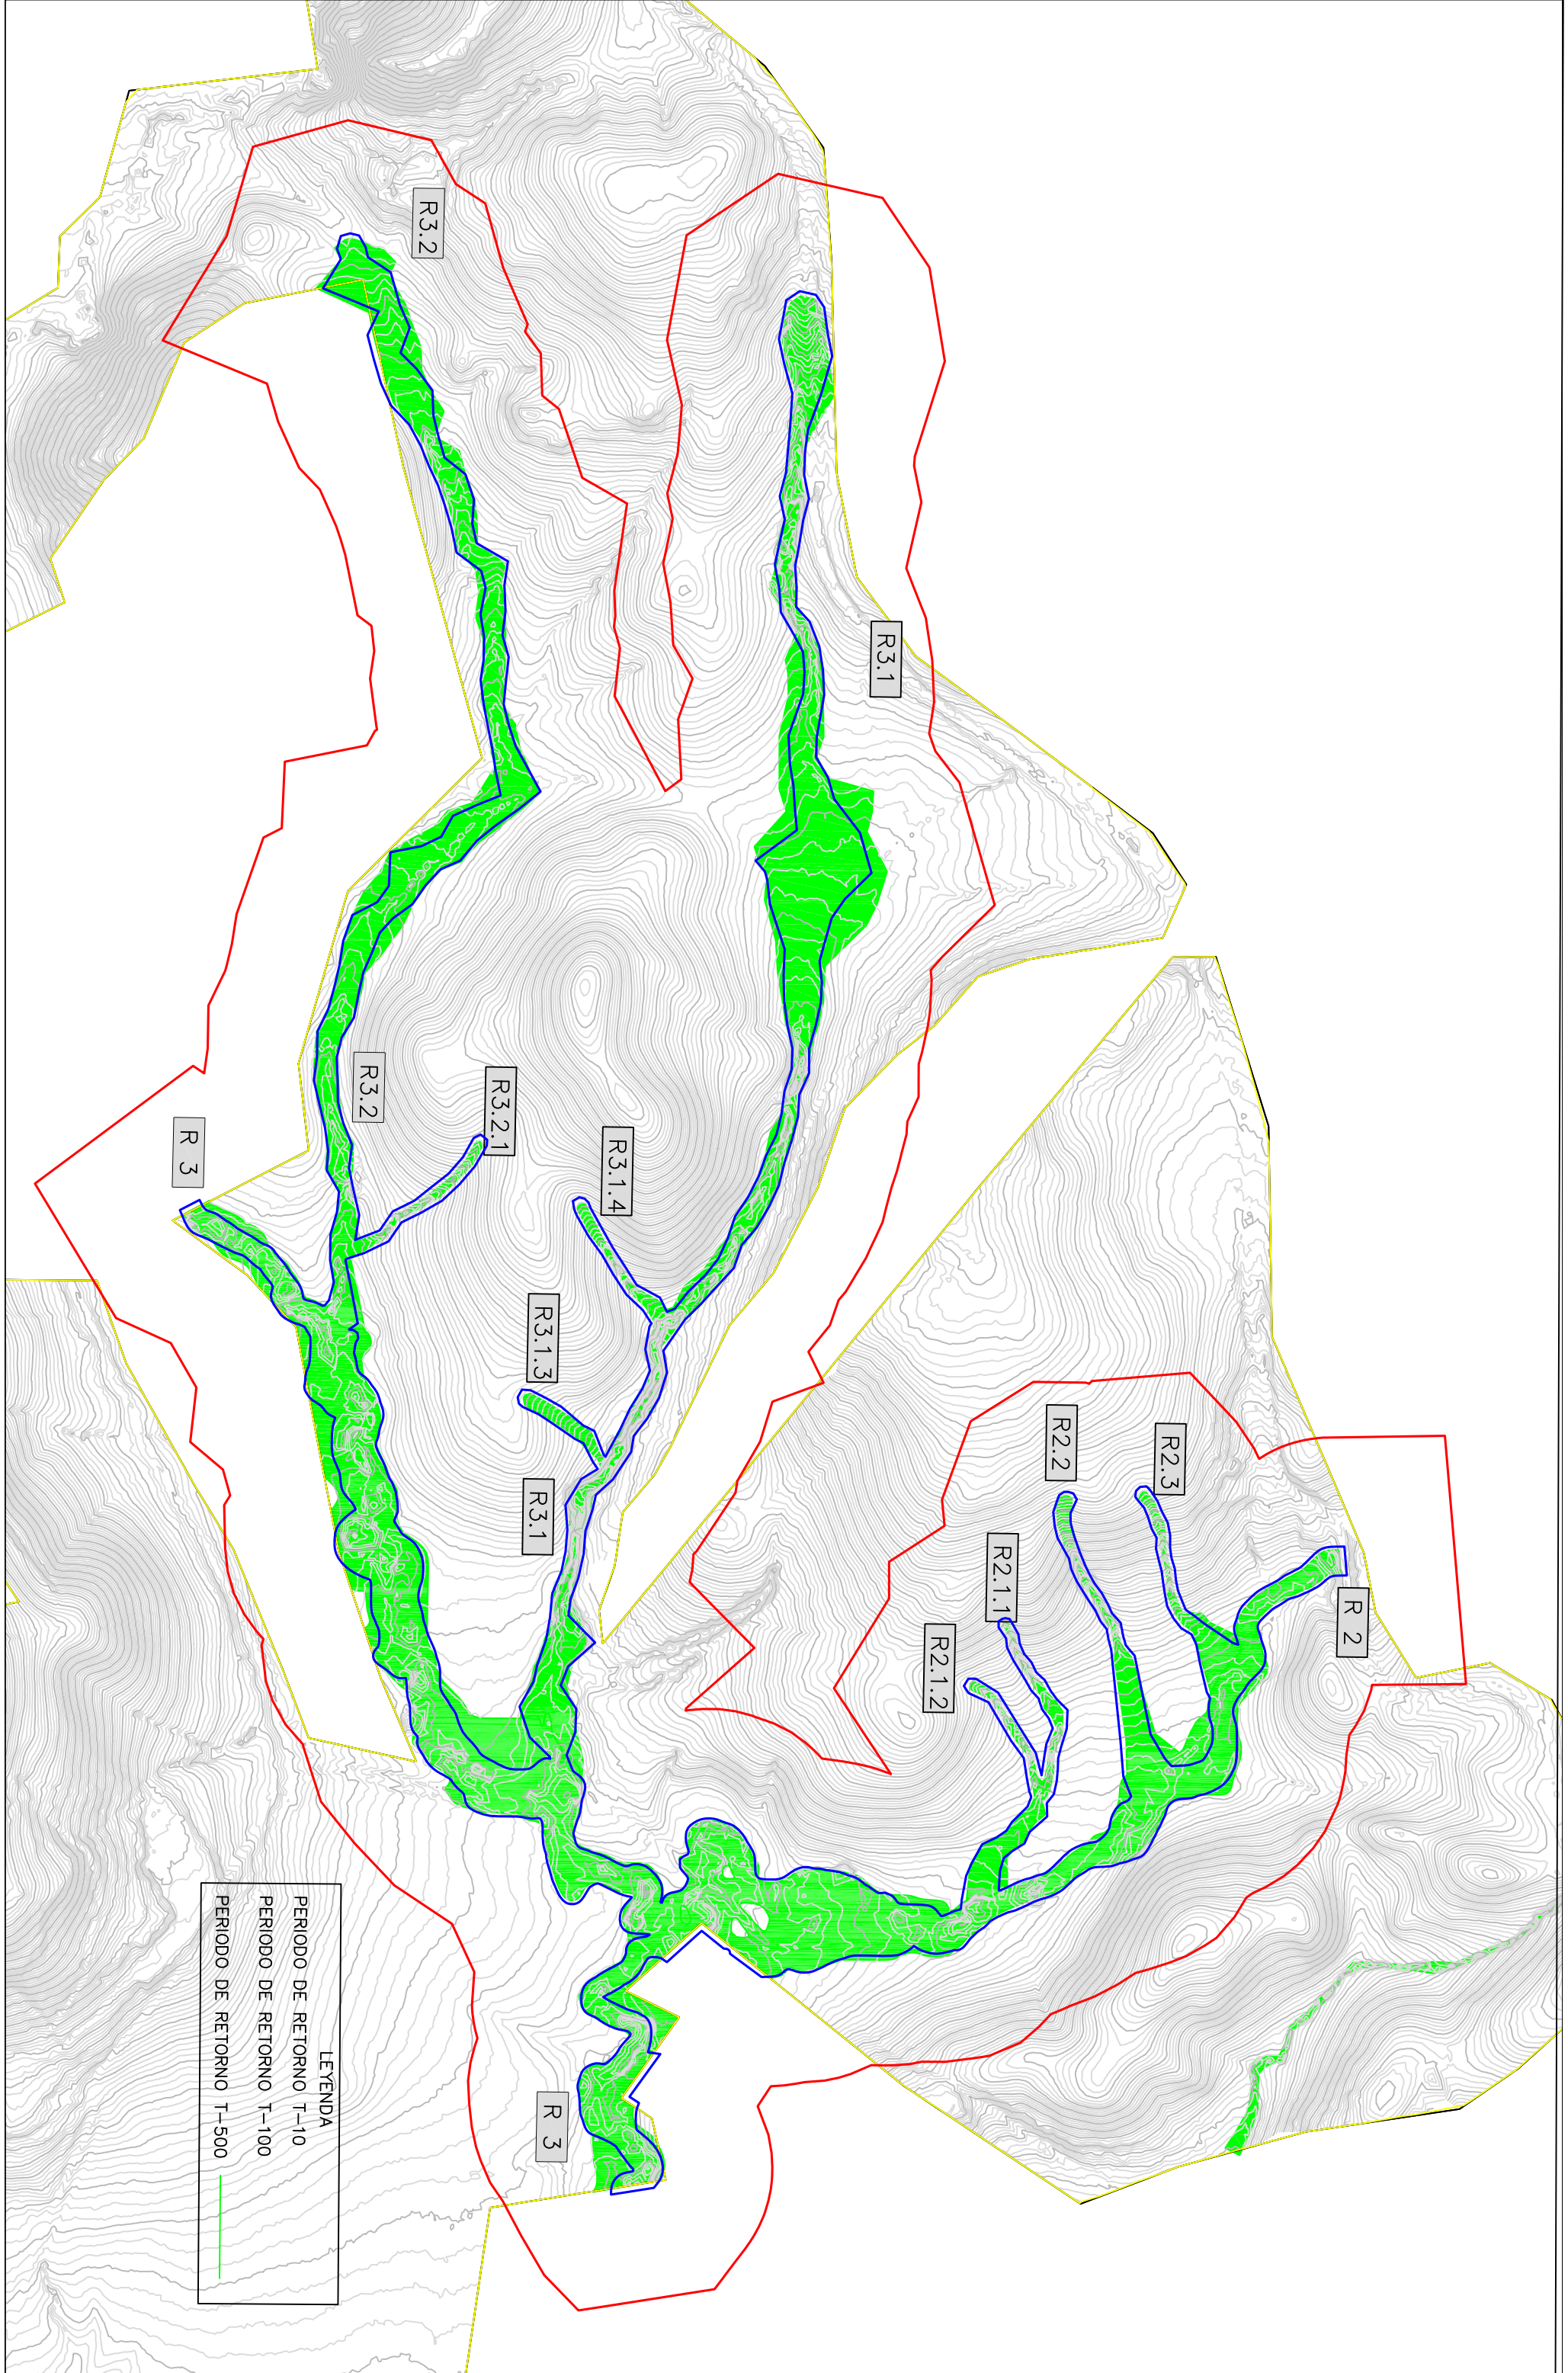 R 2
R2.3
R2.2
R2.1.1
R2.1.2
R3.1
R3.1.4
R3.1.3
R3.1
R3.2.1
R3.2
R3.2
R 3
R 3
LEYENDA
PERIODO DE RETORNO T-10
PERIODO DE RETORNO T-100
PERIODO DE RETORNO T-500